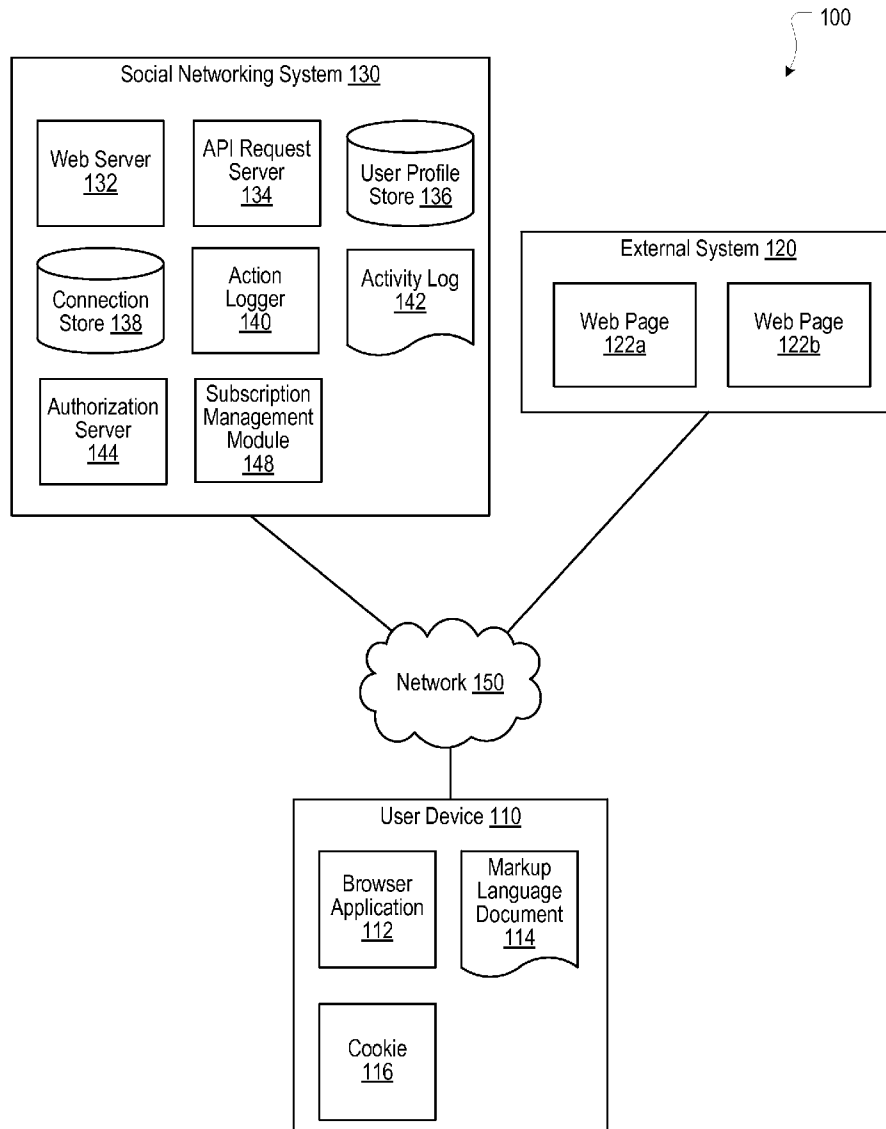 100
Social Networking System 130
Web Server
132
API Request
Server
134
User Profile
Store 136
Connection
Store 138
Action
Logger
140
Activity Log
142
Authorization
Server
144
Subscription
Management
Module
148
External System 120
Web Page
122a
Web Page
122b
Network 150
User Device 110
Browser
Application
112
Markup
Language
Document
114
Cookie
116